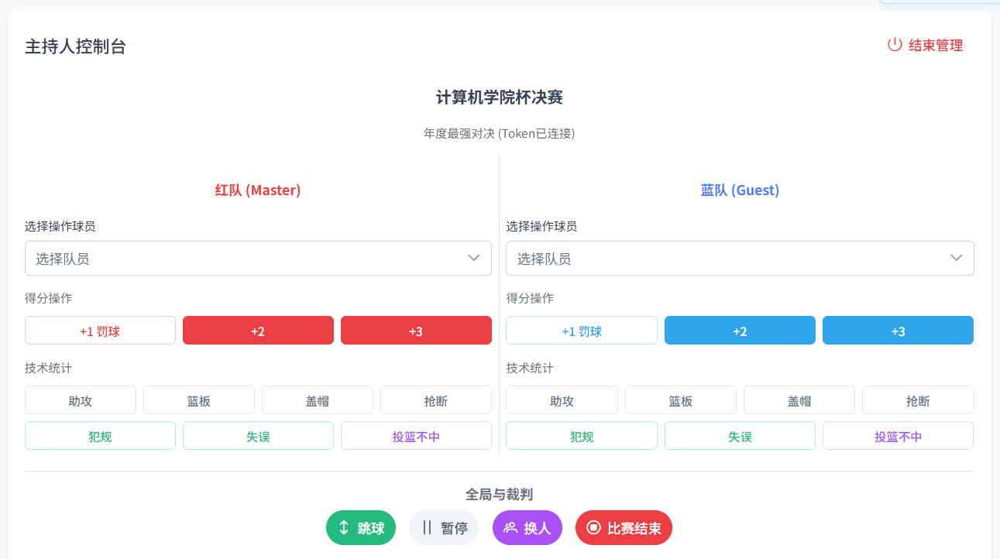 主持人控制台
结束管理
计算机学院杯决赛
年度最强对决 (Token已连接)
红队 (Master)
选择操作球员
选择队员
得分操作
+1 罚球
+2
+3
技术统计
助攻
篮板
盖帽
抢断
犯规
失误
投篮不中
蓝队 (Guest)
选择操作球员
选择队员
得分操作
+1 罚球
+2
+3
技术统计
助攻
篮板
盖帽
抢断
犯规
失误
投篮不中
全局与裁判
跳球
暂停
换人
比赛结束